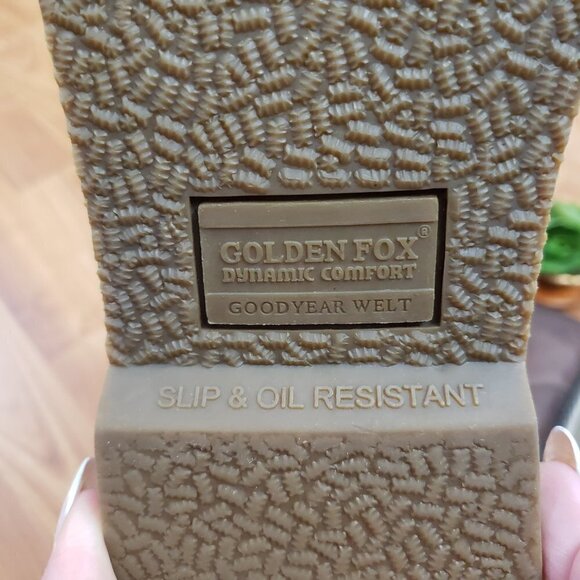 GOLDEN FOX®
DYNAMIC COMFORT
GOODYEAR WELT
SLIP & OIL RESISTANT